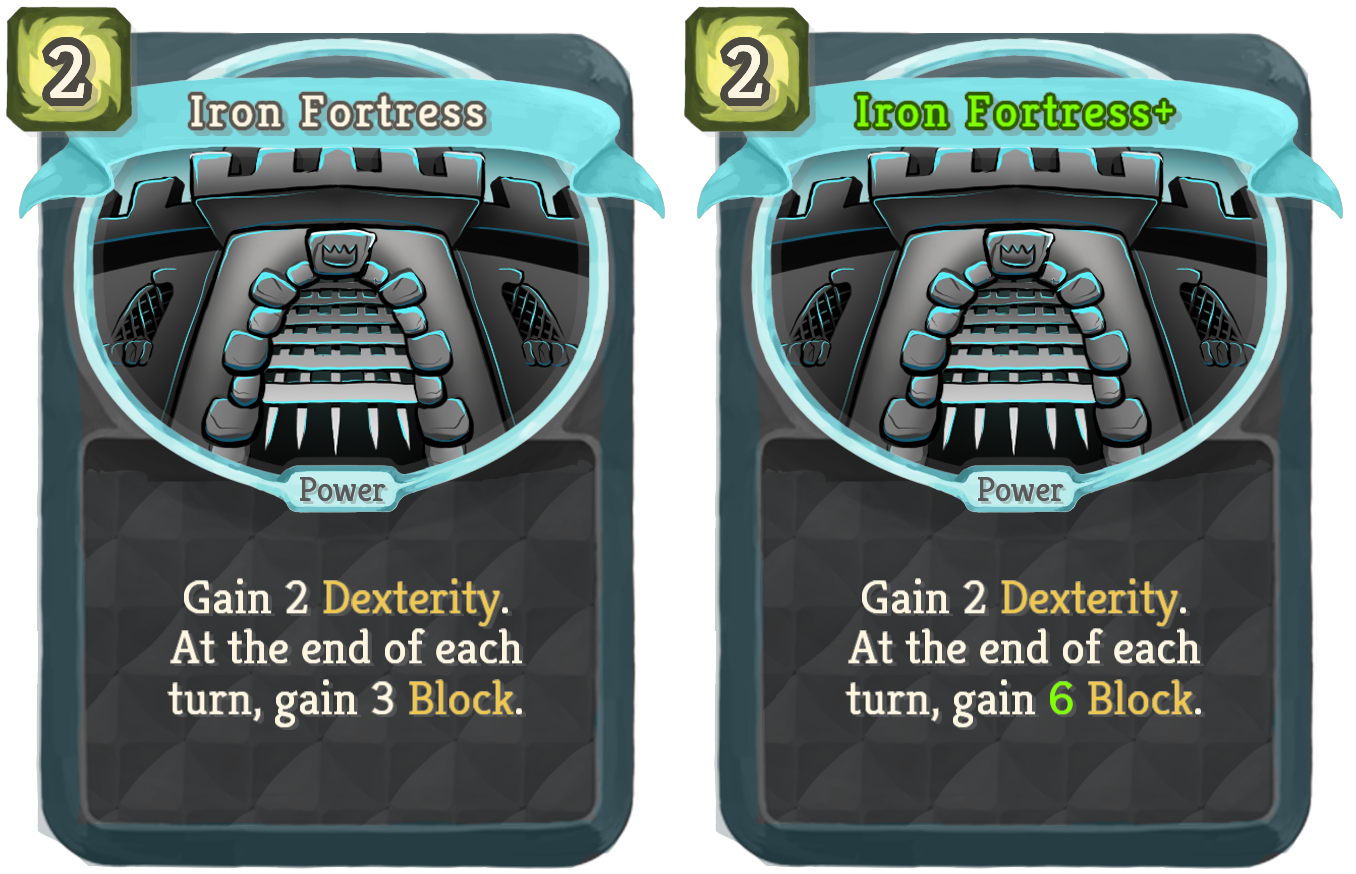 2
Iron Fortress
Power
Gain 2 Dexterity.
At the end of each
turn, gain 3 Block.
2
Iron Fortress+
Power
Gain 2 Dexterity.
At the end of each
turn, gain 6 Block.